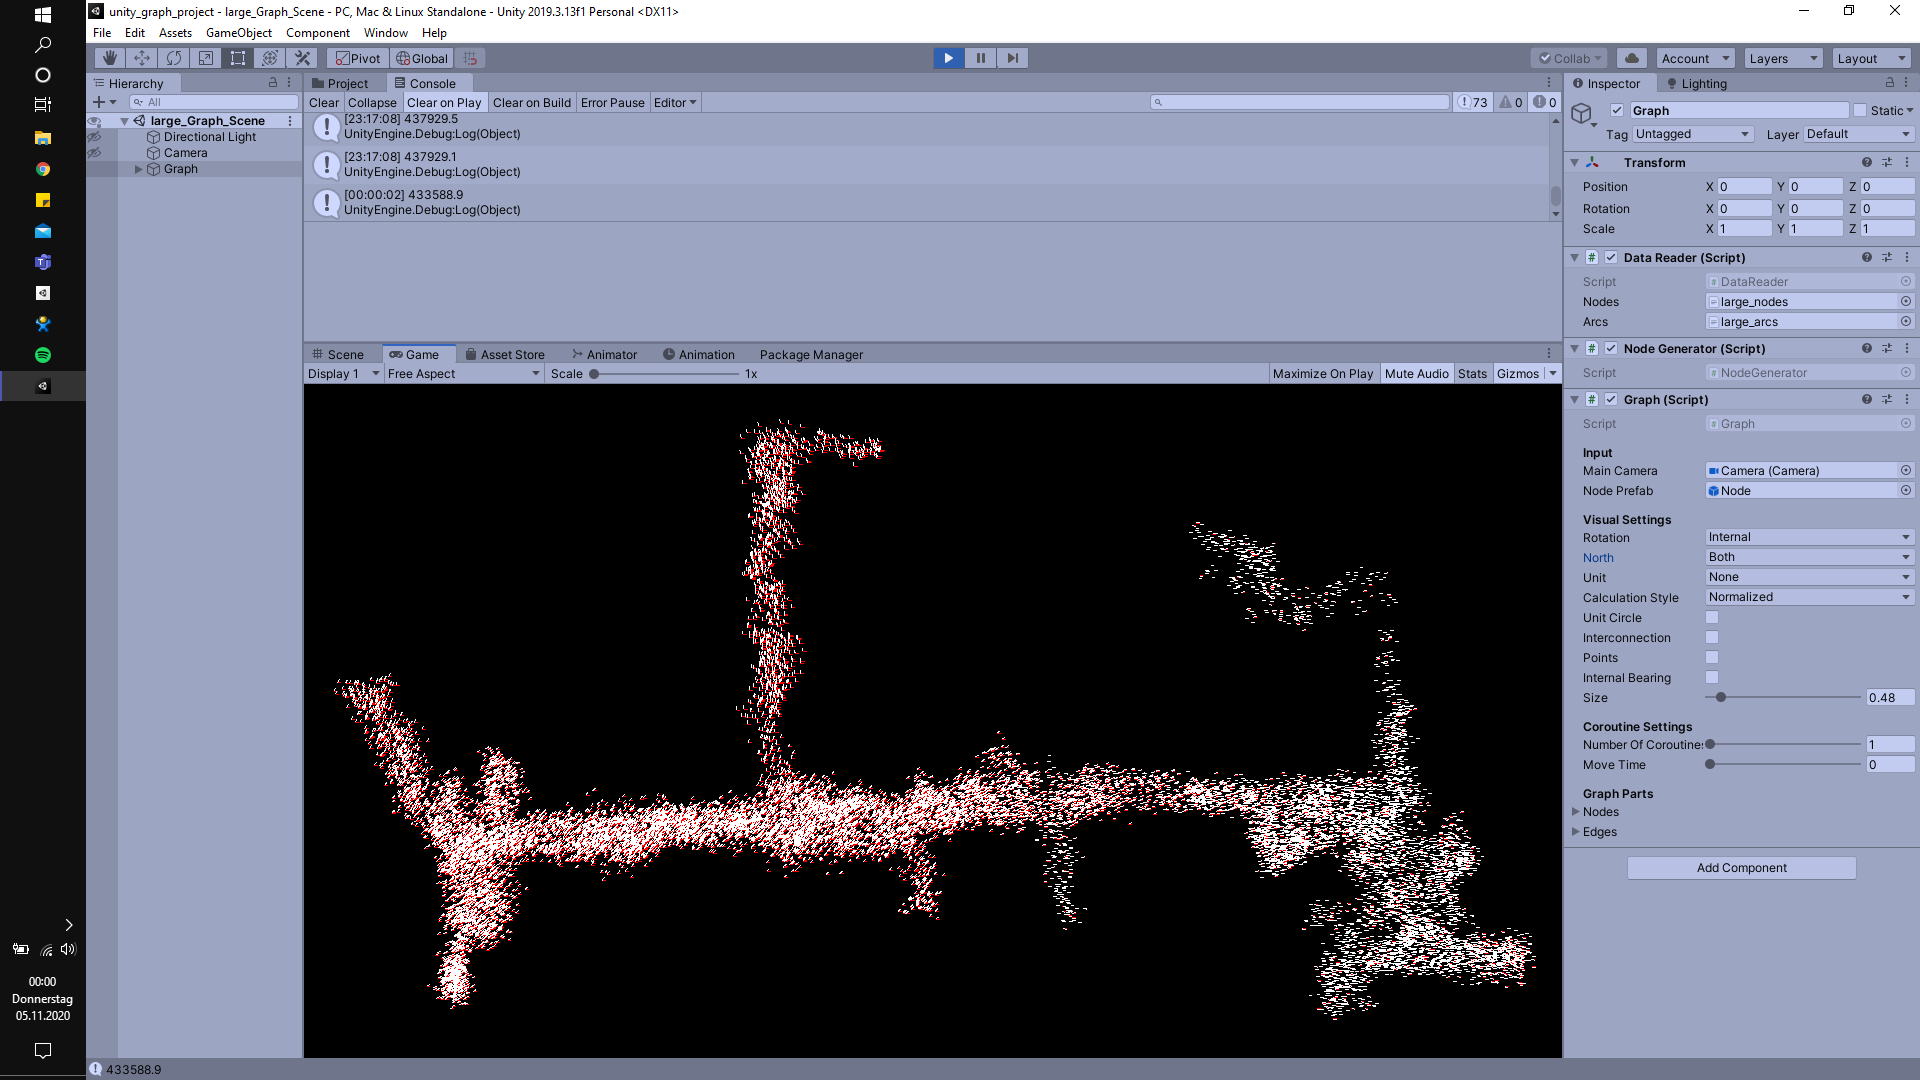 unity_graph_project - large_Graph_Scene - PC, Mac & Linux Standalone - Unity 2019.3.13f1 Personal <DX11>
File Edit Assets GameObject Component Window Help
Pivot Global Collab Account Layers Layout
Hierarchy Project Console Inspector Lighting
All Clear Collapse Clear on Play Clear on Build Error Pause Editor 73 0 0
Graph Static
Tag Untagged Layer Default
large_Graph_Scene
Directional Light
Camera
Graph
[23:17:08] 437929.5
UnityEngine.Debug:Log(Object)
[23:17:08] 437929.1
UnityEngine.Debug:Log(Object)
[00:00:02] 433588.9
UnityEngine.Debug:Log(Object)
Scene Game Asset Store Animator Animation Package Manager
Display 1 Free Aspect Scale 1x Maximize On Play Mute Audio Stats Gizmos
Transform
Position X 0 Y 0 Z 0
Rotation X 0 Y 0 Z 0
Scale X 1 Y 1 Z 1
Data Reader (Script)
Script DataReader
Nodes large_nodes
Arcs large_arcs
Node Generator (Script)
Script NodeGenerator
Graph (Script)
Script Graph
Input
Main Camera Camera (Camera)
Node Prefab Node
Visual Settings
Rotation Internal
North Both
Unit None
Calculation Style Normalized
Unit Circle
Interconnection
Points
Internal Bearing
Size 0.48
Coroutine Settings
Number Of Coroutine: 1
Move Time 0
Graph Parts
Nodes
Edges
Add Component
00:00
Donnerstag
05.11.2020
433588.9